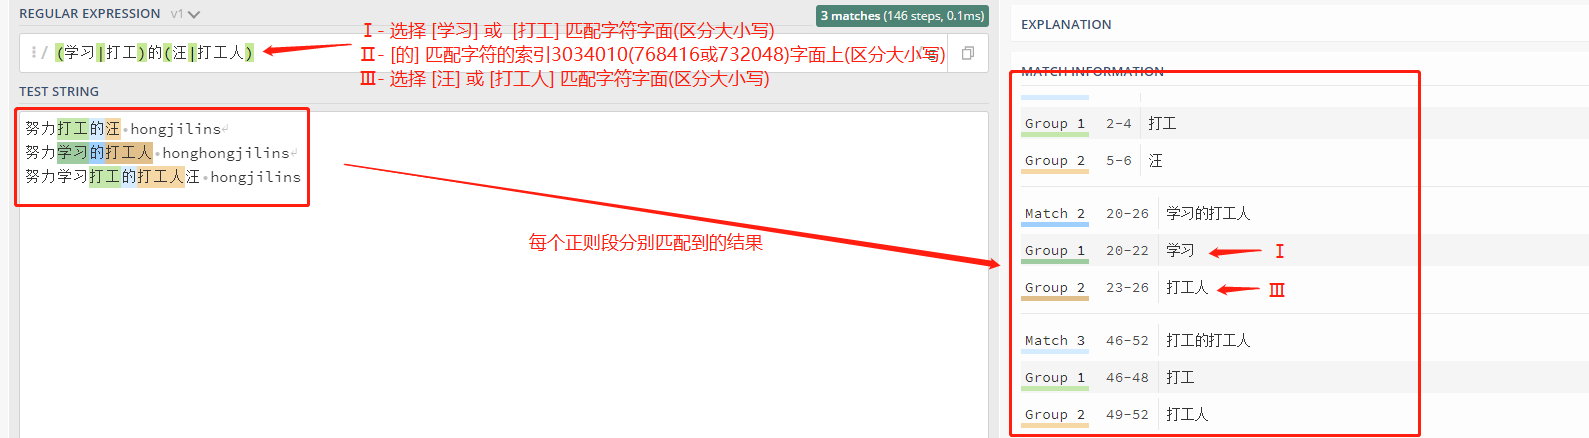 REGULAR EXPRESSION v1
3 matches (146 steps, 0.1ms)
/ (学习|打工)的(汪|打工人)
Ⅰ- 选择 [学习] 或 [打工] 匹配字符字面(区分大小写)
Ⅱ- [的] 匹配字符的索引3034010(768416或732048)字面上(区分大小写)
Ⅲ- 选择 [汪] 或 [打工人] 匹配字符字面(区分大小写)
TEST STRING
努力打工的汪·hongjilins
努力学习的打工人·honghongjilins
努力学习打工的打工人汪·hongjilins
每个正则段分别匹配到的结果
EXPLANATION
MATCH INFORMATION
Group 1 2-4 打工
Group 2 5-6 汪
Match 2 20-26 学习的打工人
Group 1 20-22 学习 Ⅰ
Group 2 23-26 打工人 Ⅲ
Match 3 46-52 打工的打工人
Group 1 46-48 打工
Group 2 49-52 打工人